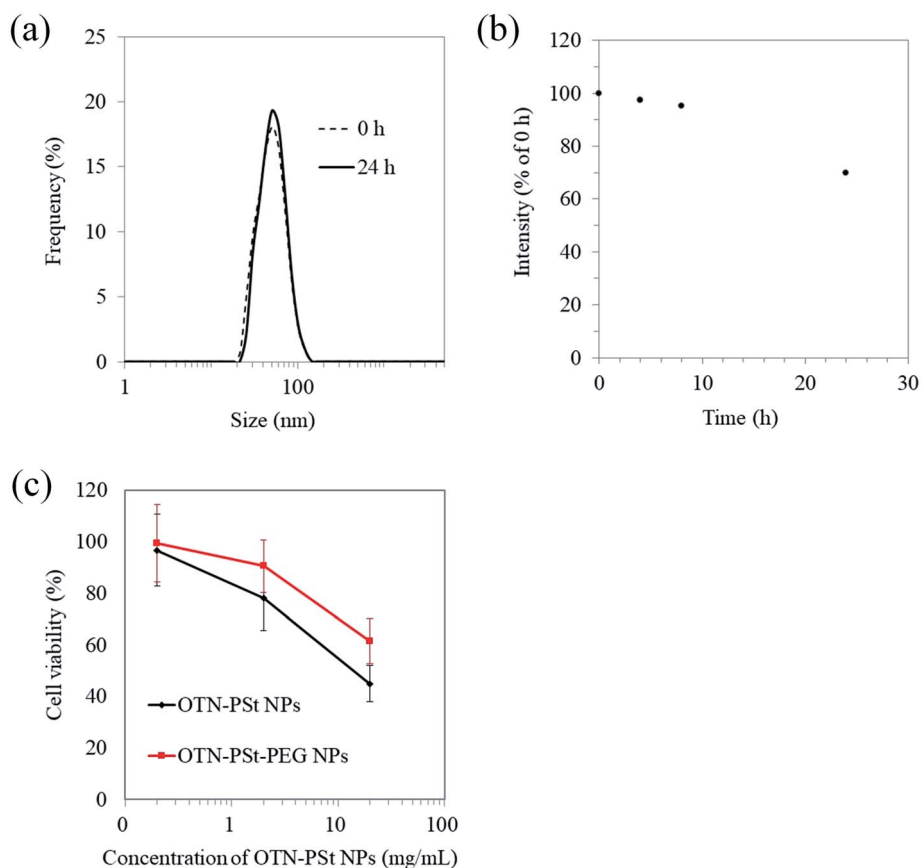 (a)
25
20
15
10
5
0
Frequency (%)
0 h
24 h
1
100
Size (nm)
(b)
120
100
80
60
40
20
0
Intensity (% of 0 h)
0
10
20
30
Time (h)
(c)
120
100
80
60
40
20
0
Cell viability (%)
OTN-PSt NPs
OTN-PSt-PEG NPs
0
1
10
100
Concentration of OTN-PSt NPs (mg/mL)